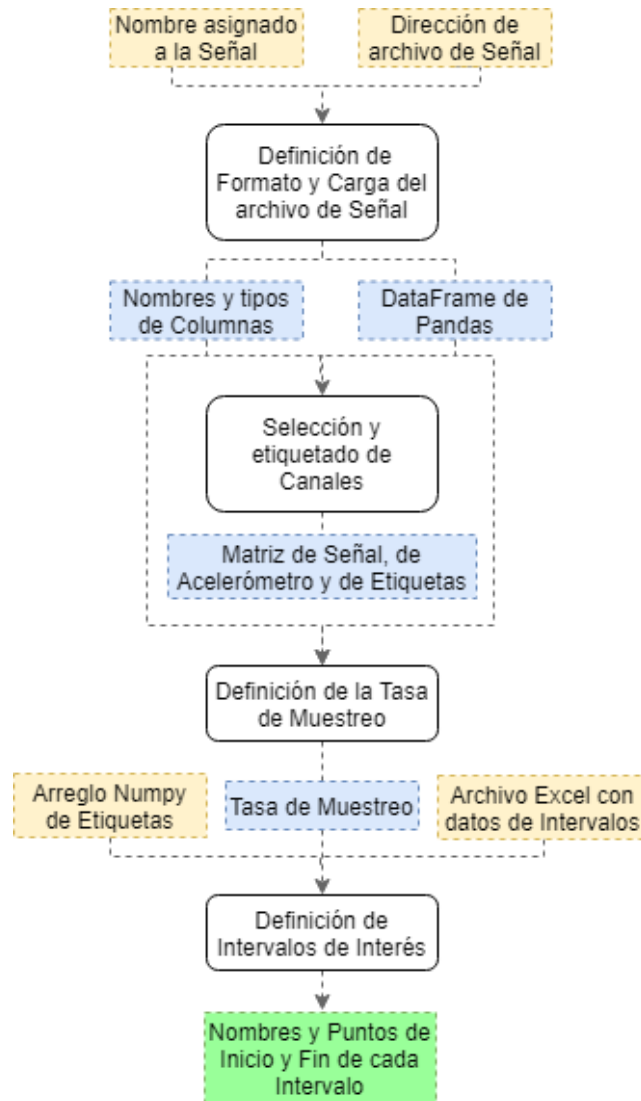 Nombre asignado
a la Señal
Dirección de
archivo de Señal
Definición de
Formato y Carga del
archivo de Señal
Nombres y tipos
de Columnas
DataFrame de
Pandas
Selección y
etiquetado de
Canales
Matriz de Señal, de
Acelerómetro y de Etiquetas
Definición de la Tasa
de Muestreo
Arreglo Numpy
de Etiquetas
Tasa de Muestreo
Archivo Excel con
datos de Intervalos
Definición de
Intervalos de Interés
Nombres y Puntos de
Inicio y Fin de cada
Intervalo